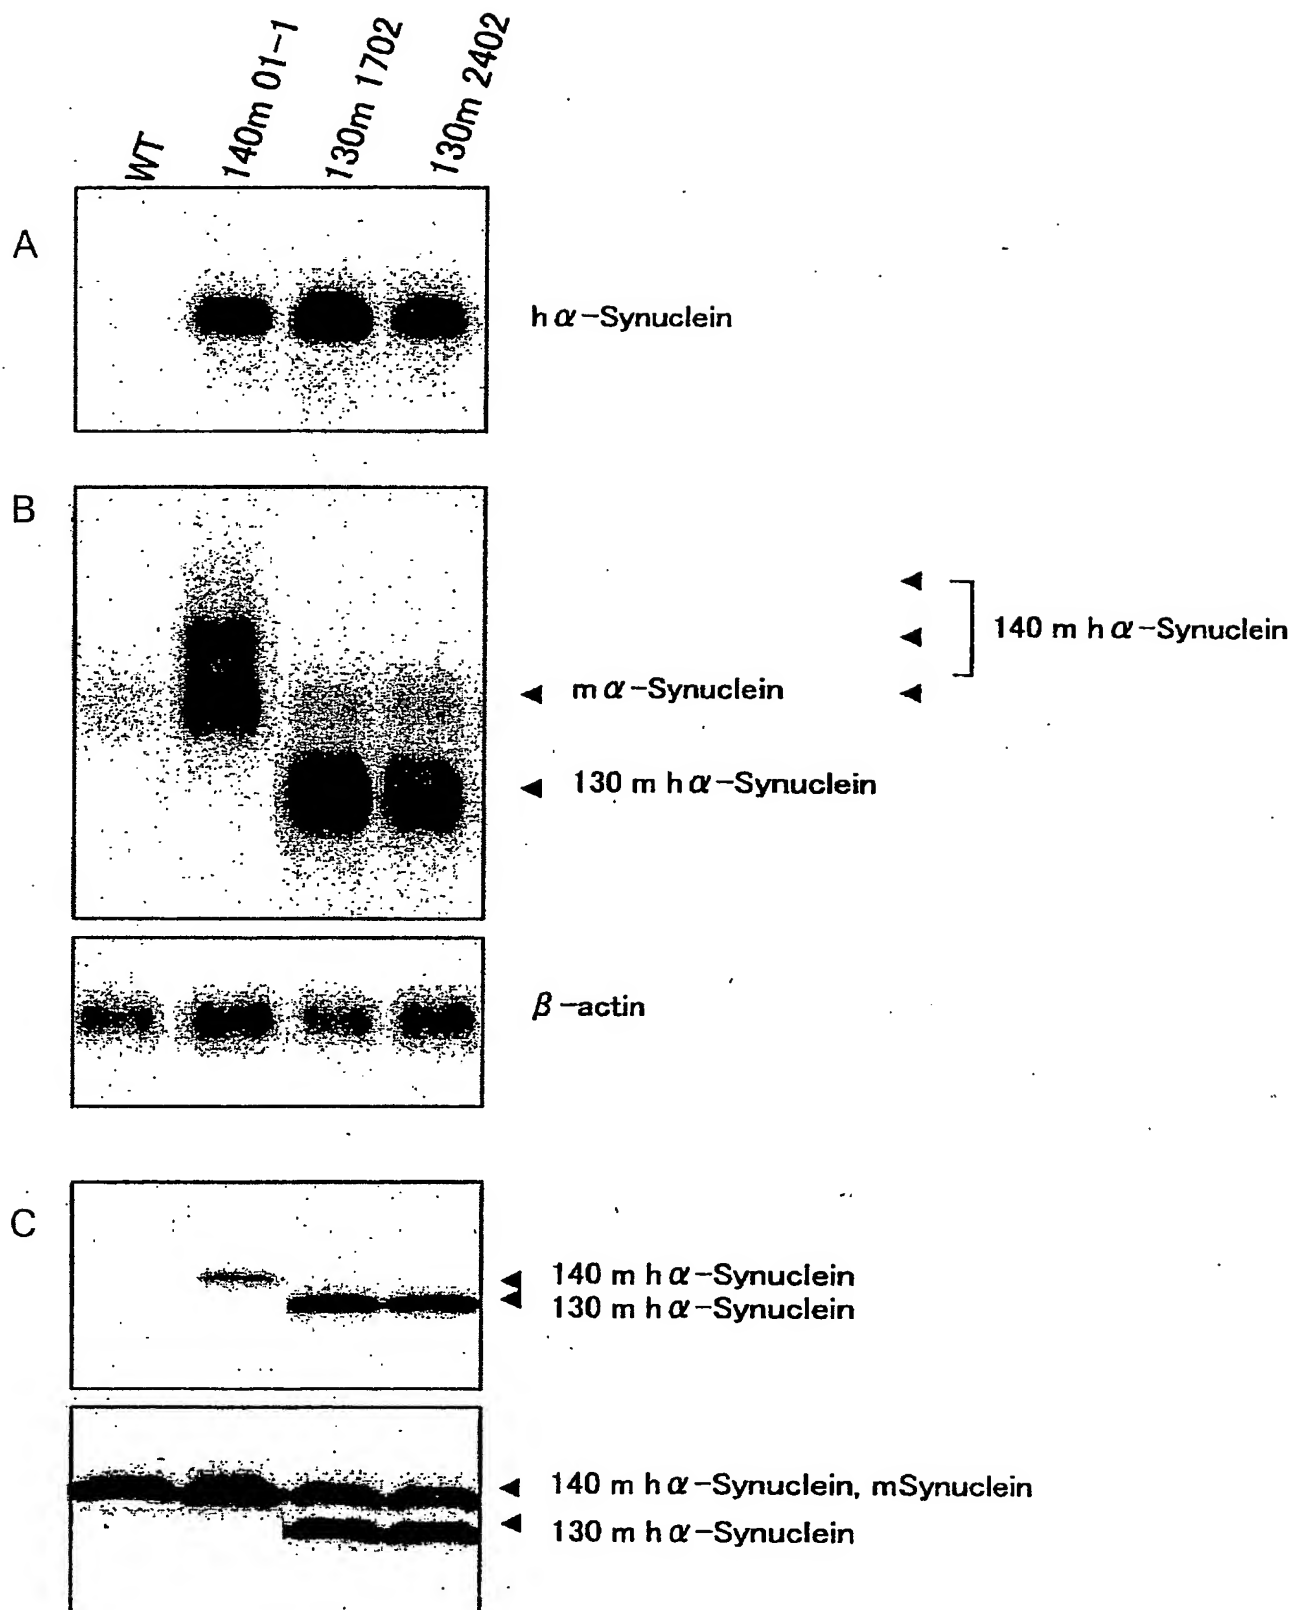 WT
140m 01-1
130m 1702
130m 2402
A
h α-Synuclein
B
140 m h α-Synuclein
m α-Synuclein
130 m h α-Synuclein
β-actin
C
140 m h α-Synuclein
130 m h α-Synuclein
140 m h α-Synuclein, mSynuclein
130 m h α-Synuclein